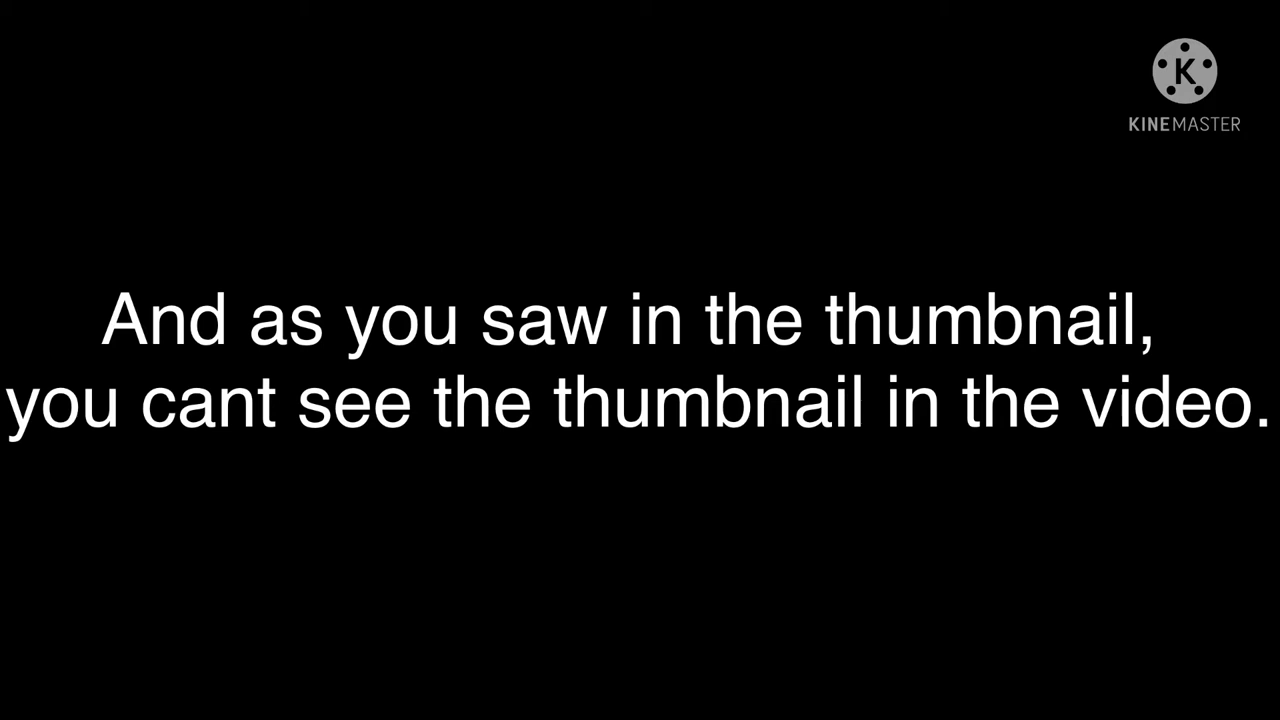 K
KINEMASTER
And as you saw in the thumbnail,
you cant see the thumbnail in the video.